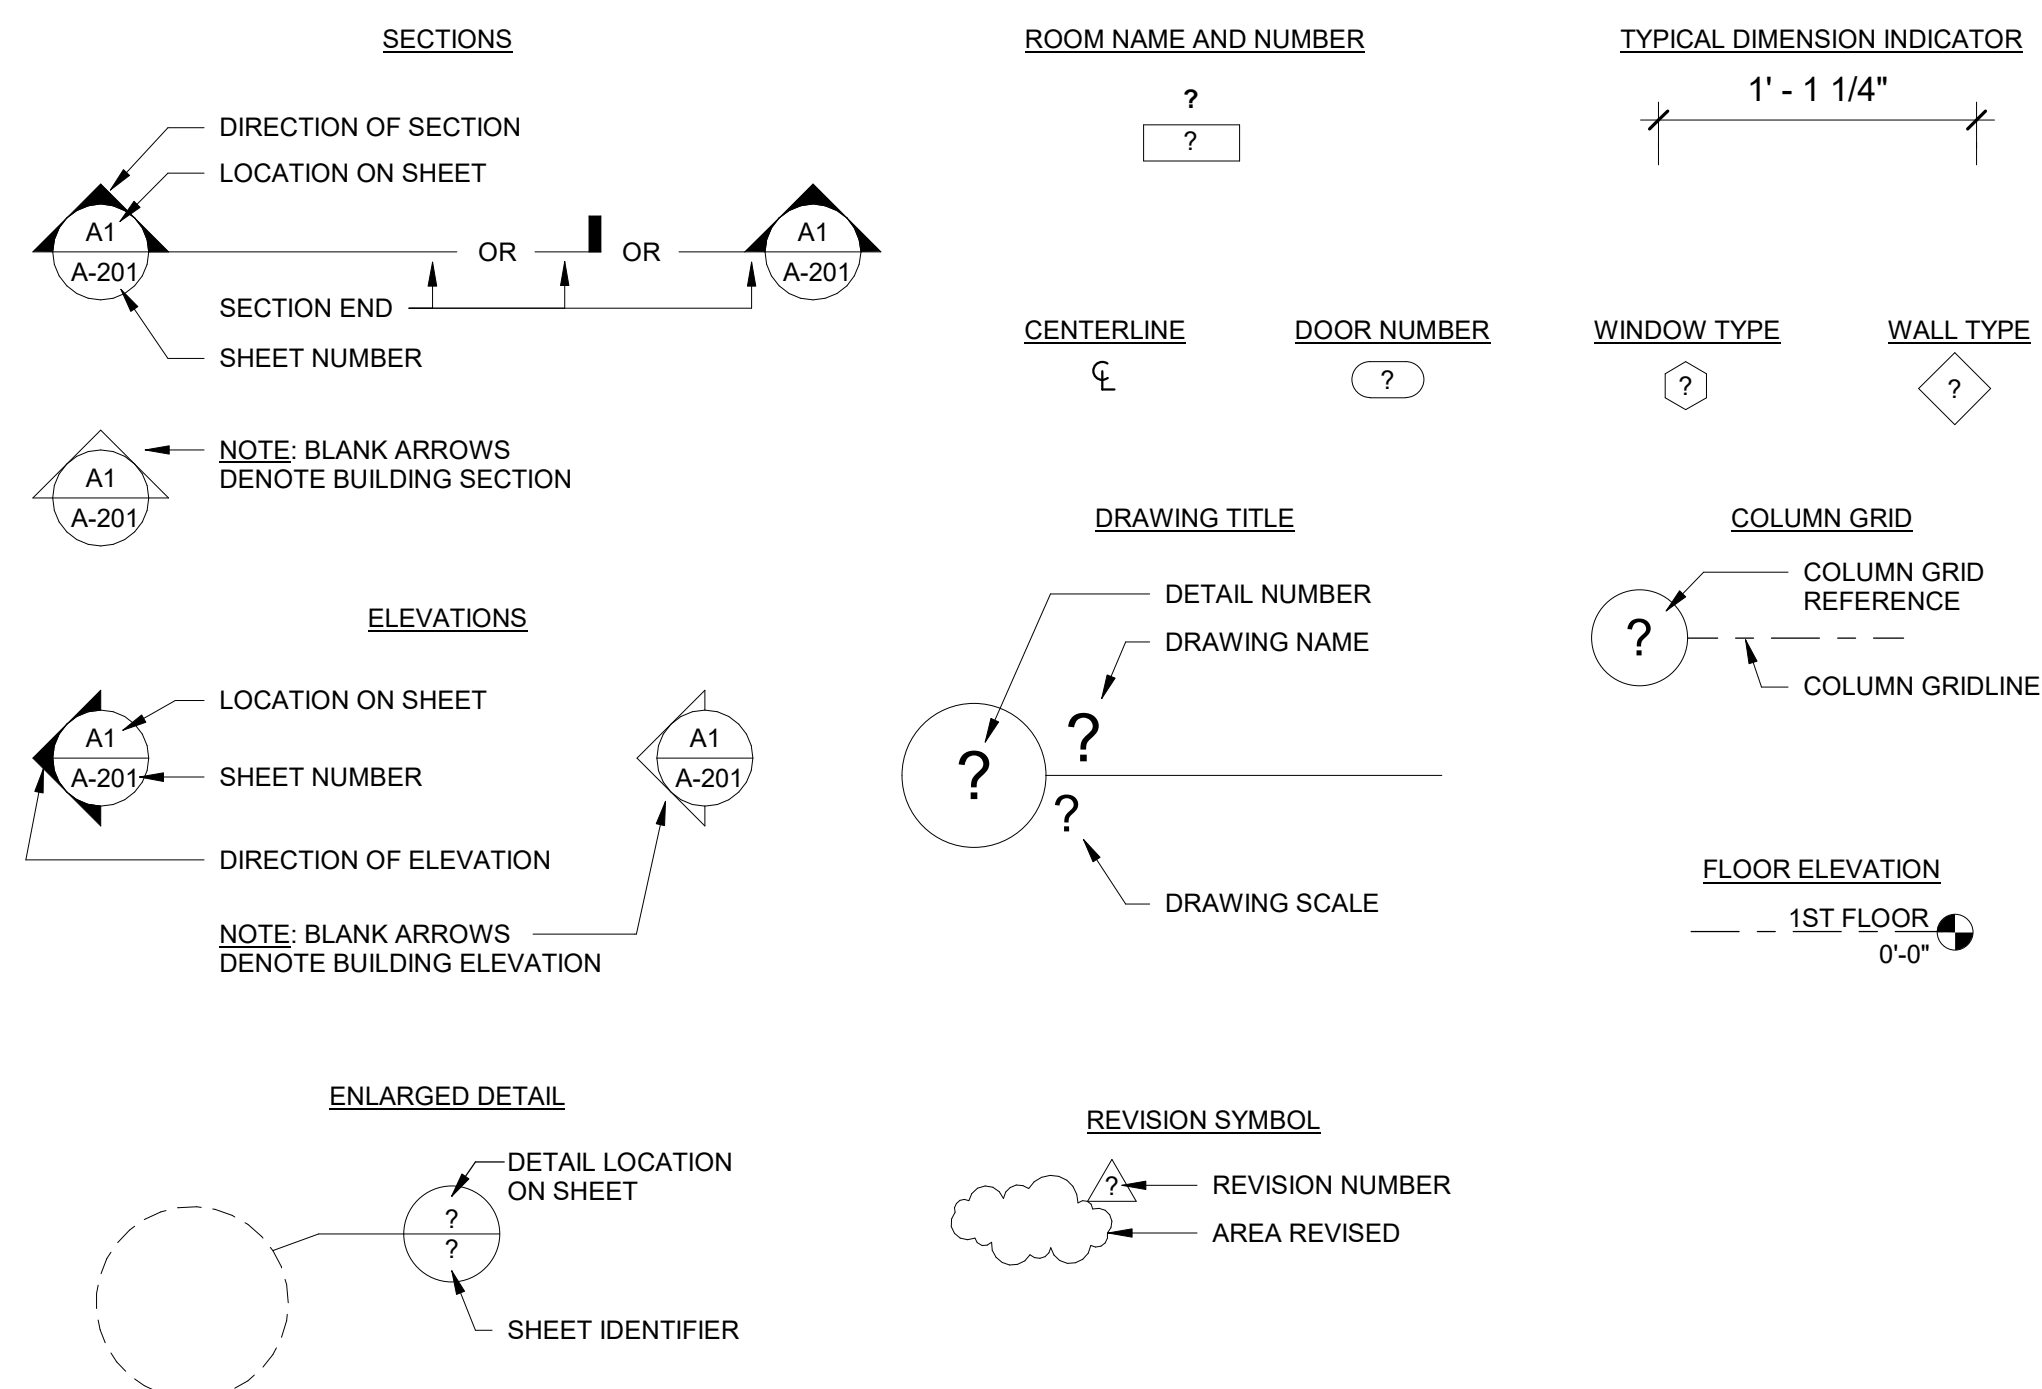 SECTIONS
DIRECTION OF SECTION
LOCATION ON SHEET
A1
A-201
OR
OR
A1
A-201
SECTION END
SHEET NUMBER
A1
A-201
NOTE: BLANK ARROWS
DENOTE BUILDING SECTION
ELEVATIONS
LOCATION ON SHEET
A1
A-201
SHEET NUMBER
DIRECTION OF ELEVATION
A1
A-201
NOTE: BLANK ARROWS
DENOTE BUILDING ELEVATION
ENLARGED DETAIL
DETAIL LOCATION
ON SHEET
?
?
SHEET IDENTIFIER
ROOM NAME AND NUMBER
?
?
TYPICAL DIMENSION INDICATOR
1' - 1 1/4"
CENTERLINE
℄
DOOR NUMBER
?
WINDOW TYPE
?
WALL TYPE
?
DRAWING TITLE
DETAIL NUMBER
DRAWING NAME
?
?
?
DRAWING SCALE
COLUMN GRID
COLUMN GRID
REFERENCE
?
COLUMN GRIDLINE
FLOOR ELEVATION
1ST FLOOR
0'-0"
REVISION SYMBOL
?
REVISION NUMBER
AREA REVISED